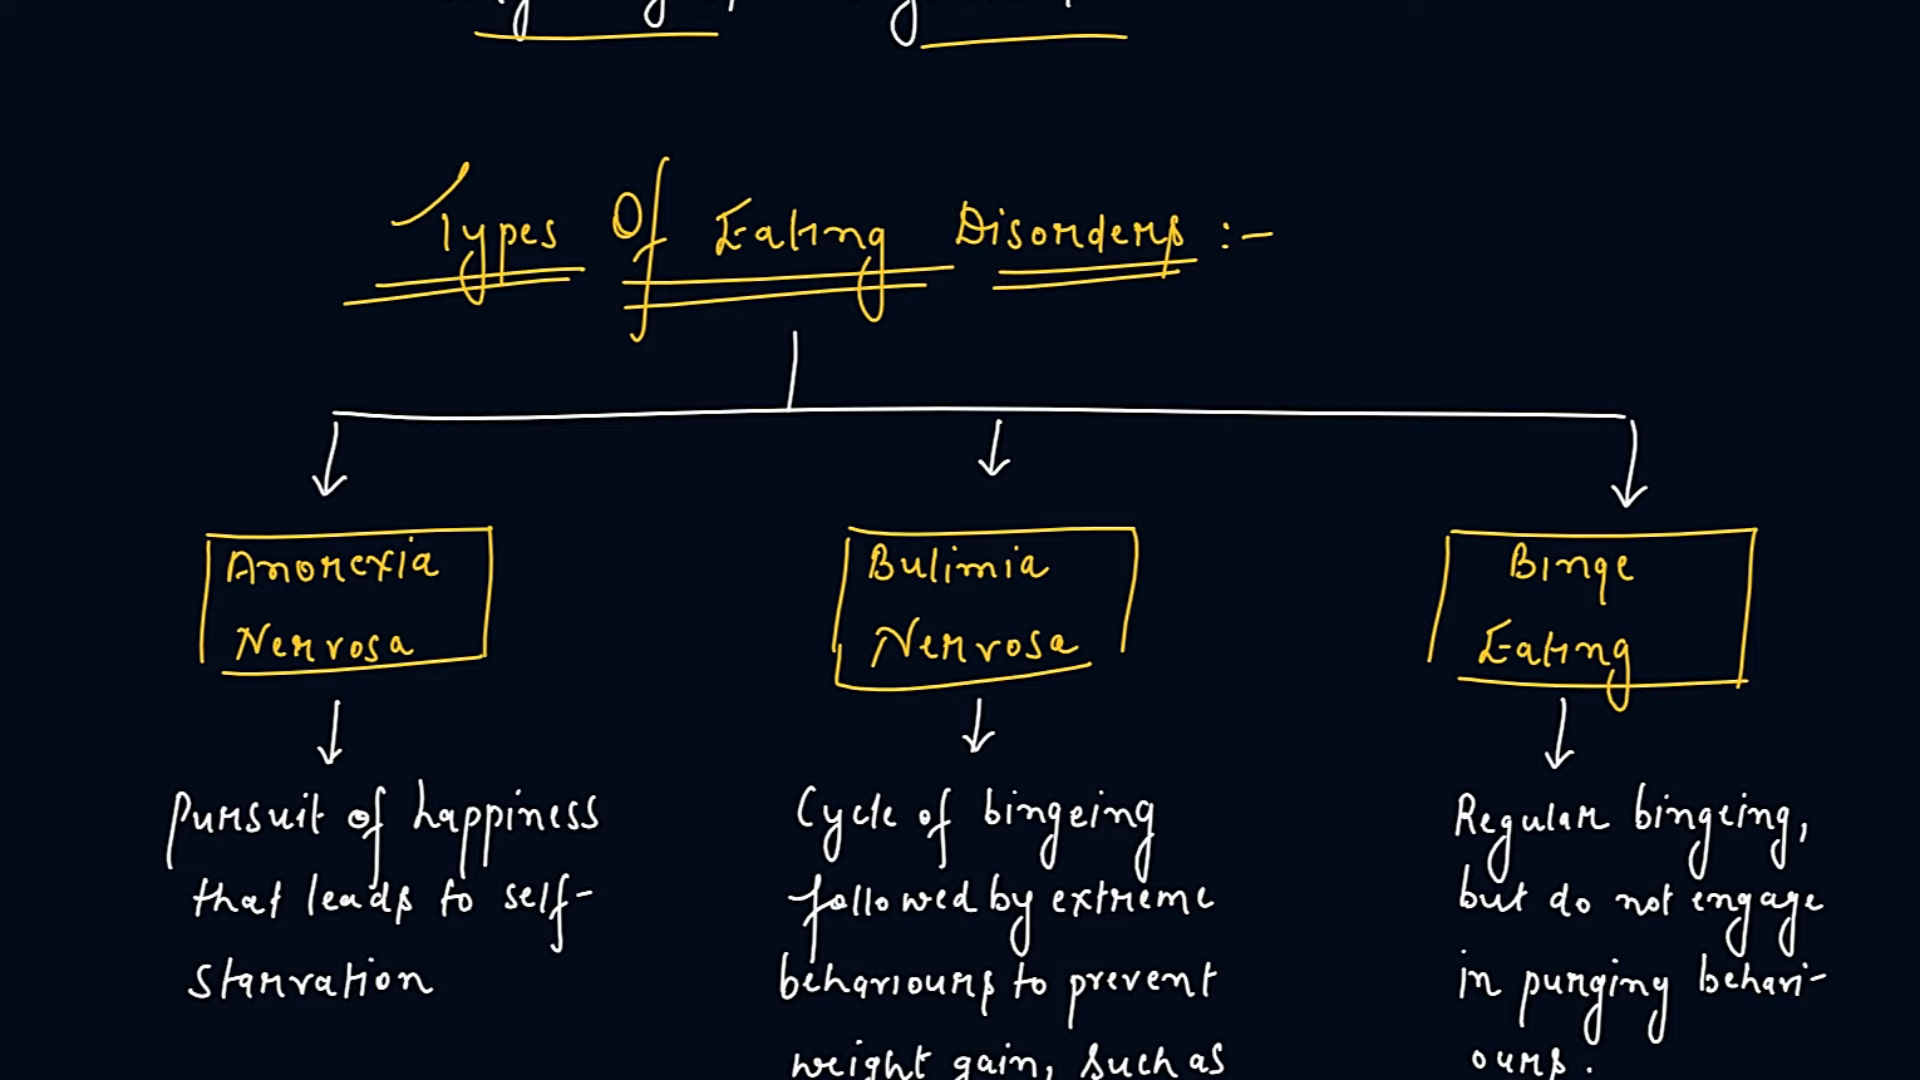 Types Of Eating Disorders :-
Anorexia
Nervosa
Bulimia
Nervosa
Binge
Eating
Pursuit of happiness
that leads to self-
starvation
Cycle of bingeing
followed by extreme
behaviours to prevent
weight gain, such as
Regular bingeing,
but do not engage
in purging behavi-
ours.